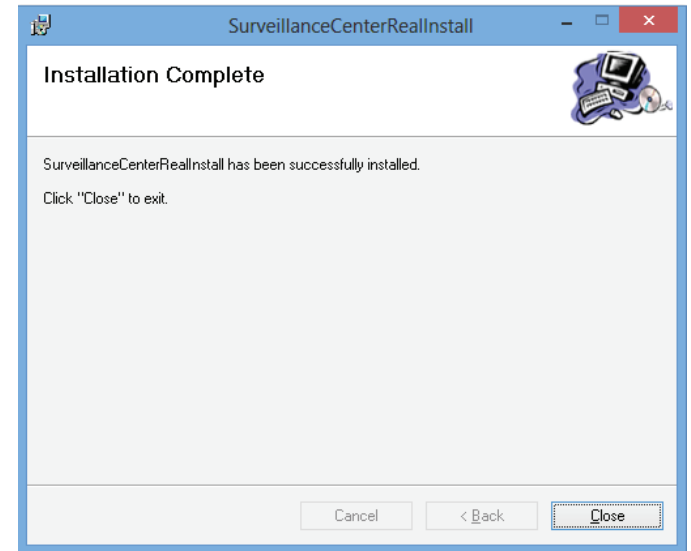 SurveillanceCenterRealInstall
Installation Complete
SurveillanceCenterRealInstall has been successfully installed.
Click "Close" to exit.
Cancel
< Back
Close